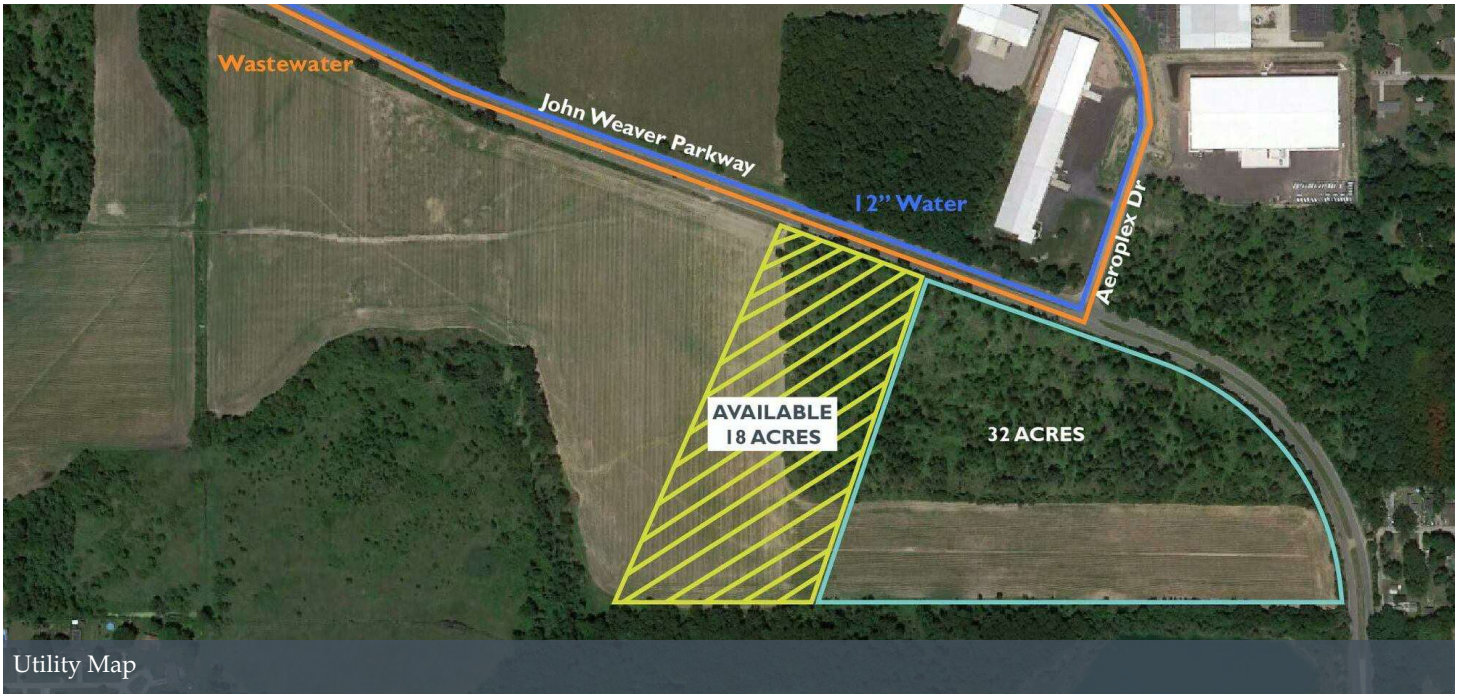 Wastewater
John Weaver Parkway
12” Water
Aeroplex Dr
AVAILABLE
18 ACRES
32 ACRES
Utility Map